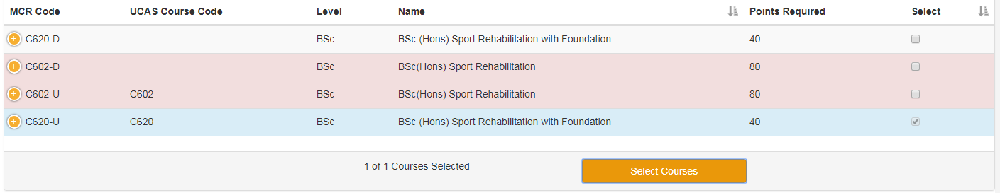 MCR Code UCAS Course Code Level Name Points Required Select
C620-D BSc BSc (Hons) Sport Rehabilitation with Foundation 40
C602-D BSc BSc(Hons) Sport Rehabilitation 80
C602-U C602 BSc BSc(Hons) Sport Rehabilitation 80
C620-U C620 BSc BSc (Hons) Sport Rehabilitation with Foundation 40
1 of 1 Courses Selected Select Courses